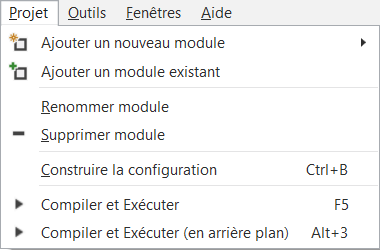 Projet Outils Fenêtres Aide
Ajouter un nouveau module
Ajouter un module existant
Renommer module
Supprimer module
Construire la configuration Ctrl+B
Compiler et Exécuter F5
Compiler et Exécuter (en arrière plan) Alt+3